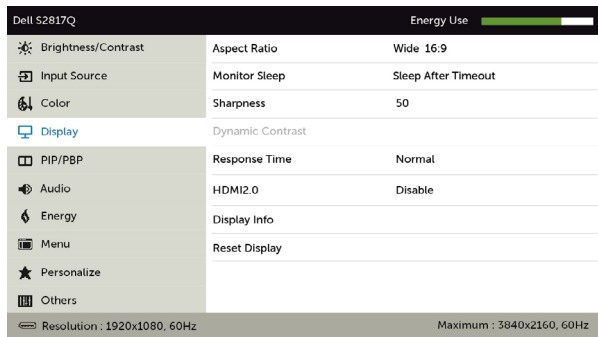 Dell S2817Q Energy Use
Brightness/Contrast Aspect Ratio Wide 16:9
Input Source Monitor Sleep Sleep After Timeout
Color Sharpness 50
Display Dynamic Contrast
PIP/PBP Response Time Normal
Audio HDMI2.0 Disable
Energy Display Info
Menu Reset Display
Personalize
Others
Resolution : 1920x1080, 60Hz Maximum : 3840x2160, 60Hz